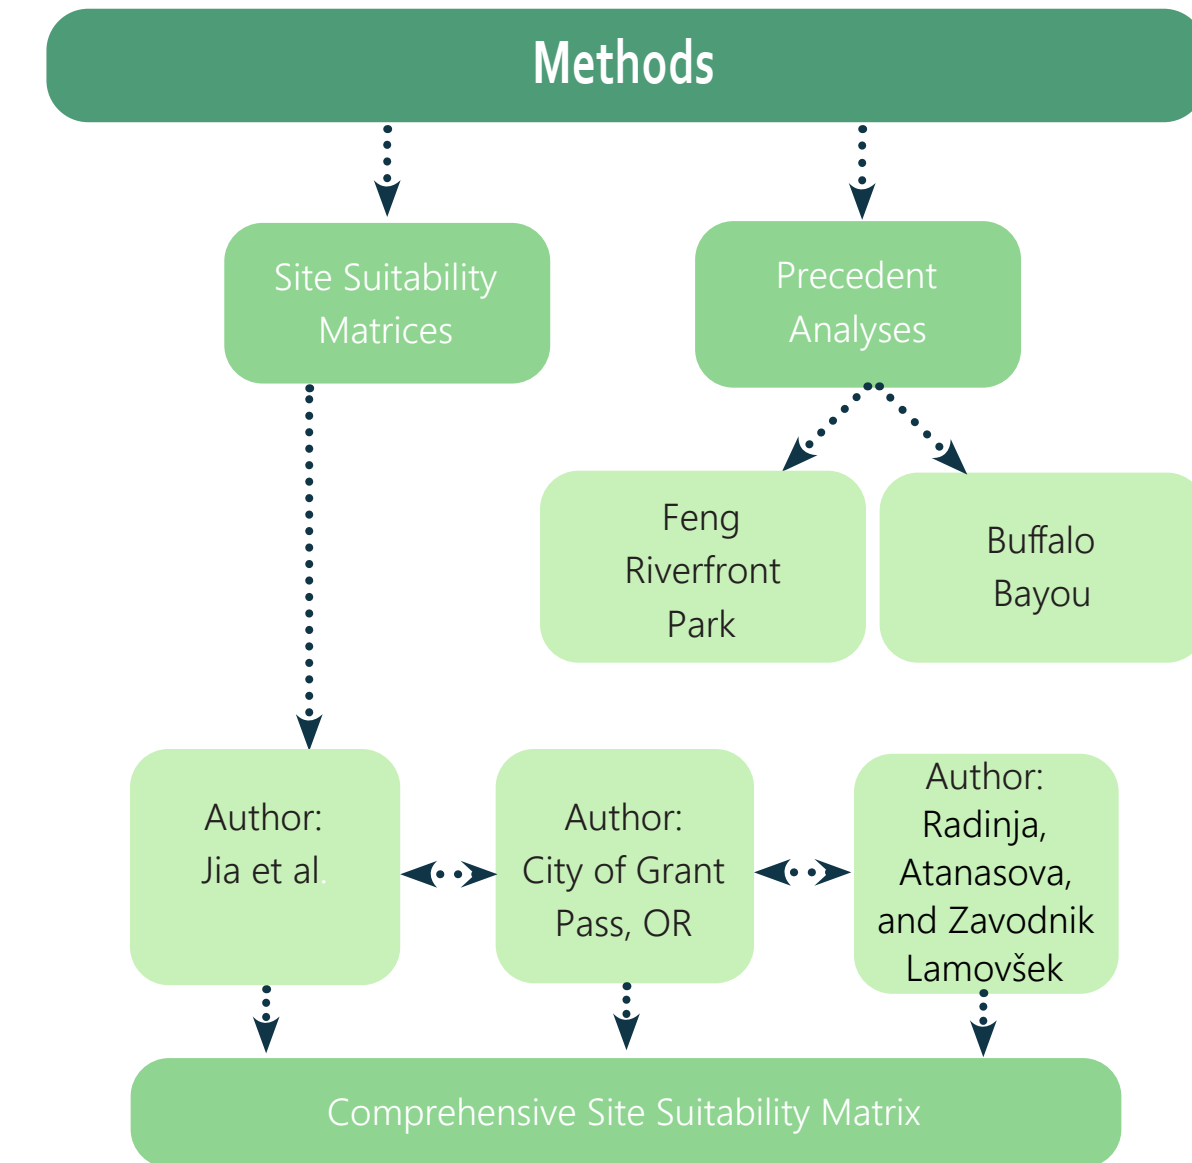 Methods
Site Suitability
Matrices
Precedent
Analyses
Feng
Riverfront
Park
Buffalo
Bayou
Author:
Jia et al.
Author:
City of Grant
Pass, OR
Author:
Radinja,
Atanasova,
and Zavodnik
Lamovšek
Comprehensive Site Suitability Matrix